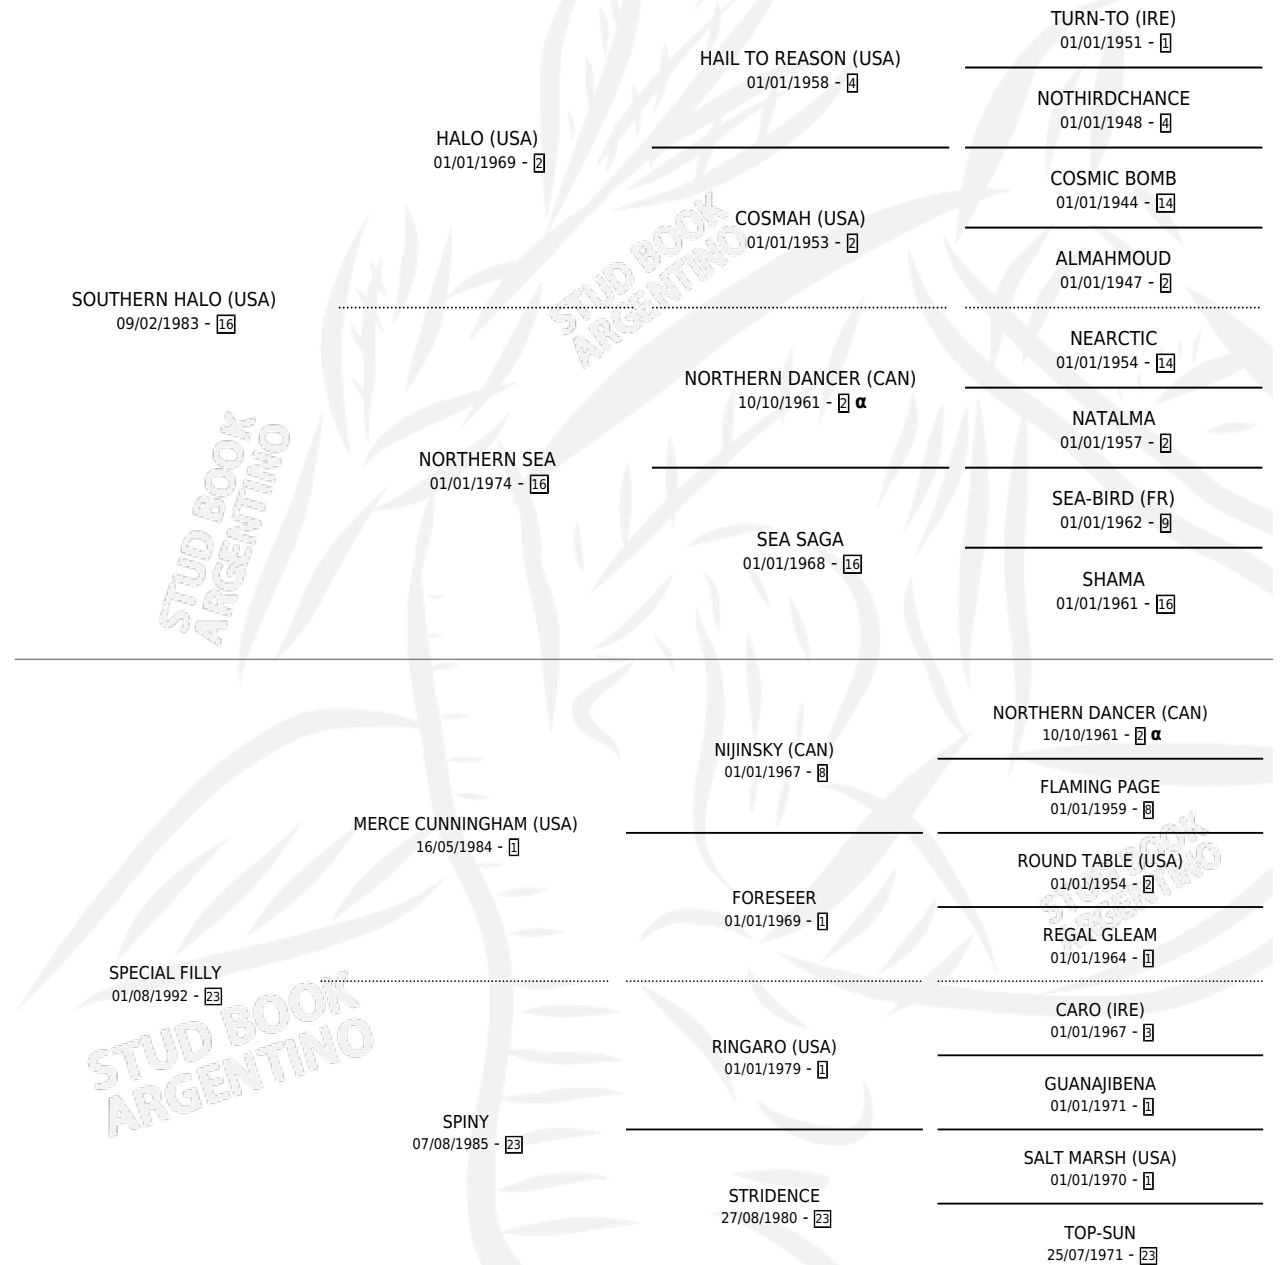 TURN-TO (IRE)
01/01/1951 - 1
HAIL TO REASON (USA)
01/01/1958 - 4
NOTHIRDCHANCE
01/01/1948 - 4
HALO (USA)
01/01/1969 - 2
COSMIC BOMB
01/01/1944 - 14
COSMAH (USA)
01/01/1953 - 2
ALMAHMOUD
01/01/1947 - 2
SOUTHERN HALO (USA)
09/02/1983 - 16
NEARCTIC
01/01/1954 - 14
NORTHERN DANCER (CAN)
10/10/1961 - 2 α
NATALMA
01/01/1957 - 2
NORTHERN SEA
01/01/1974 - 16
SEA-BIRD (FR)
01/01/1962 - 9
SEA SAGA
01/01/1968 - 16
SHAMA
01/01/1961 - 16
NORTHERN DANCER (CAN)
10/10/1961 - 2 α
NIJINSKY (CAN)
01/01/1967 - 8
FLAMING PAGE
01/01/1959 - 8
MERCE CUNNINGHAM (USA)
16/05/1984 - 1
ROUND TABLE (USA)
01/01/1954 - 2
FORESEER
01/01/1969 - 1
REGAL GLEAM
01/01/1964 - 1
SPECIAL FILLY
01/08/1992 - 23
CARO (IRE)
01/01/1967 - 3
RINGARO (USA)
01/01/1979 - 1
GUANAJIBENA
01/01/1971 - 1
SPINY
07/08/1985 - 23
SALT MARSH (USA)
01/01/1970 - 1
STRIDENCE
27/08/1980 - 23
TOP-SUN
25/07/1971 - 23
STUD BOOK
ARGENTINO
STUD BOOK
ARGENTINO
STUD BOOK
ARGENTINO
STUD BOOK
ARGENTINO